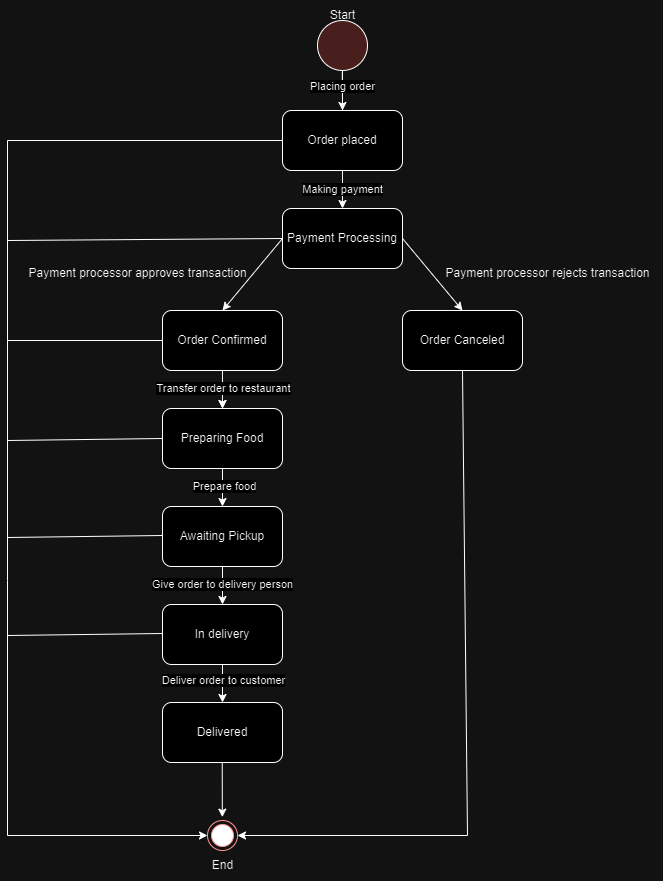 Start
Placing order
Order placed
Making payment
Payment Processing
Payment processor approves transaction
Payment processor rejects transaction
Order Confirmed
Order Canceled
Transfer order to restaurant
Preparing Food
Prepare food
Awaiting Pickup
Give order to delivery person
In delivery
Deliver order to customer
Delivered
End